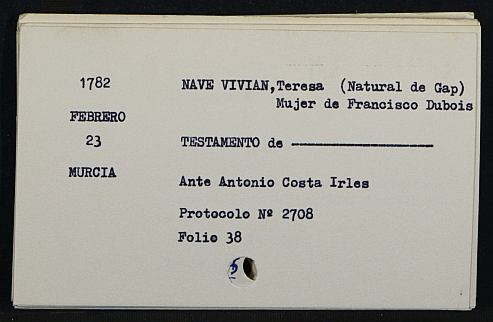 1782 NAVE VIVIAN, Teresa (Natural de Gap)
Mujer de Francisco Dubois
FEBRERO
23 TESTAMENTO de ----------------
MURCIA
Ante Antonio Costa Irles
Protocolo Nº 2708
Folio 38